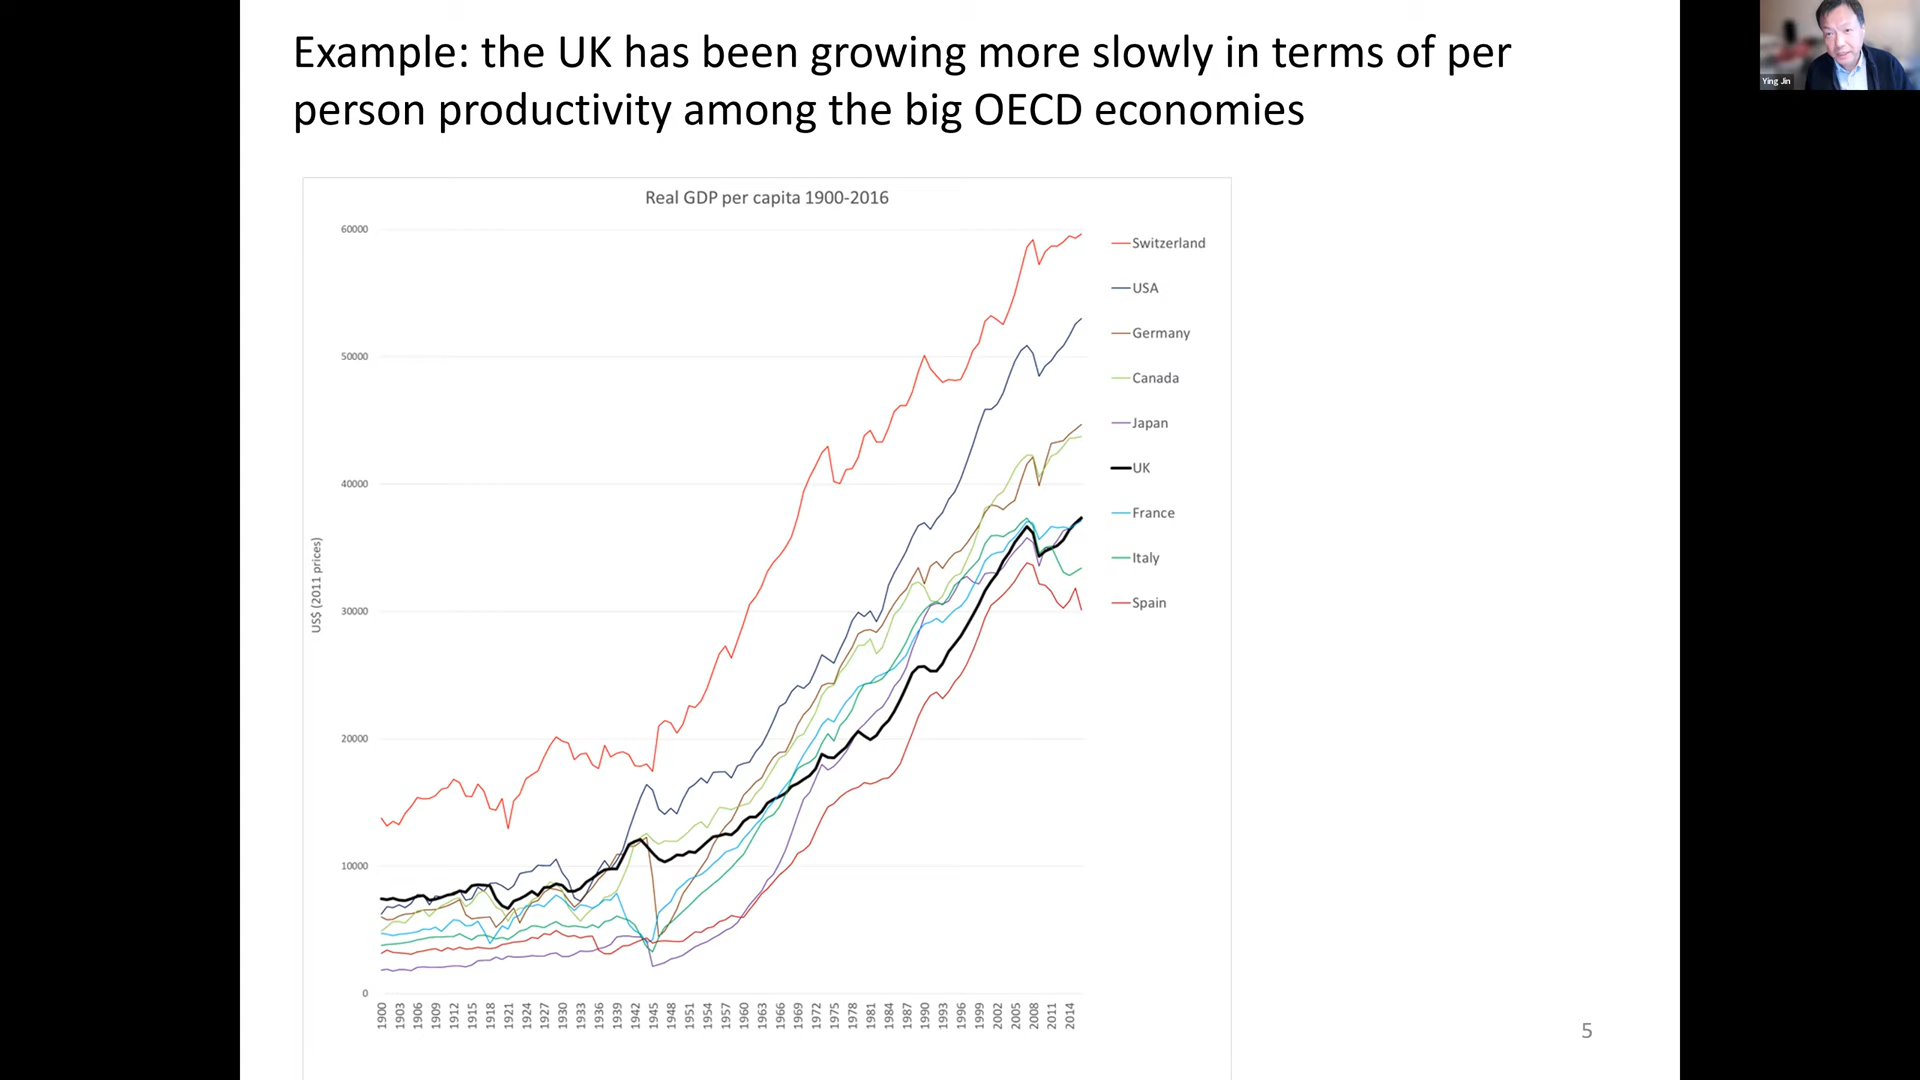 Example: the UK has been growing more slowly in terms of per
person productivity among the big OECD economies
Ying Jin
Real GDP per capita 1900-2016
US$ (2011 prices)
60000
50000
40000
30000
20000
10000
0
1900 1903 1906 1909 1912 1915 1918 1921 1924 1927 1930 1933 1936 1939 1942 1945 1948 1951 1954 1957 1960 1963 1966 1969 1972 1975 1978 1981 1984 1987 1990 1993 1996 1999 2002 2005 2008 2011 2014
Switzerland
USA
Germany
Canada
Japan
UK
France
Italy
Spain
5